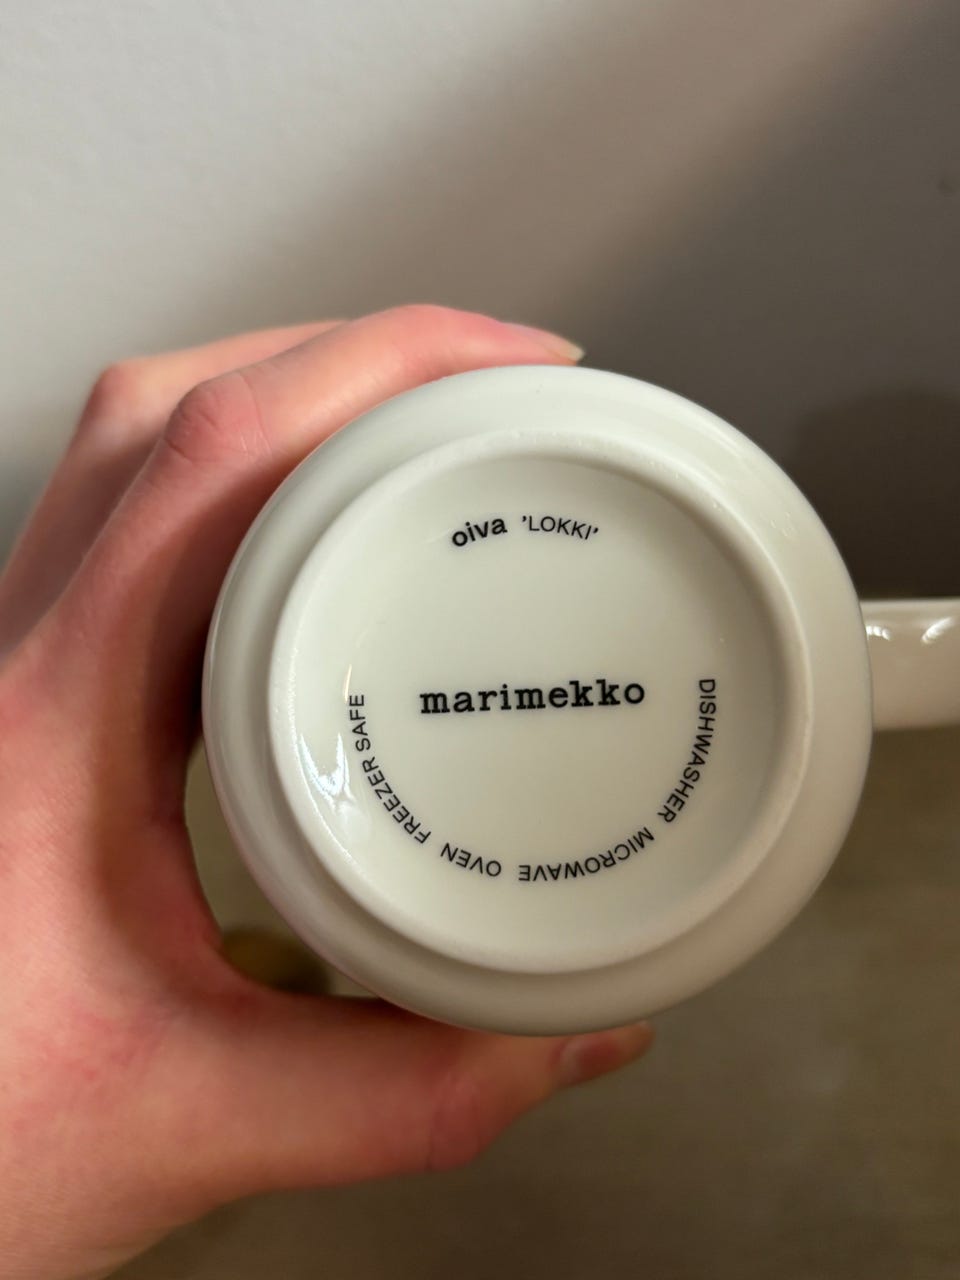 oiva ’LOKKI’
marimekko
DISHWASHER MICROWAVE OVEN FREEZER SAFE